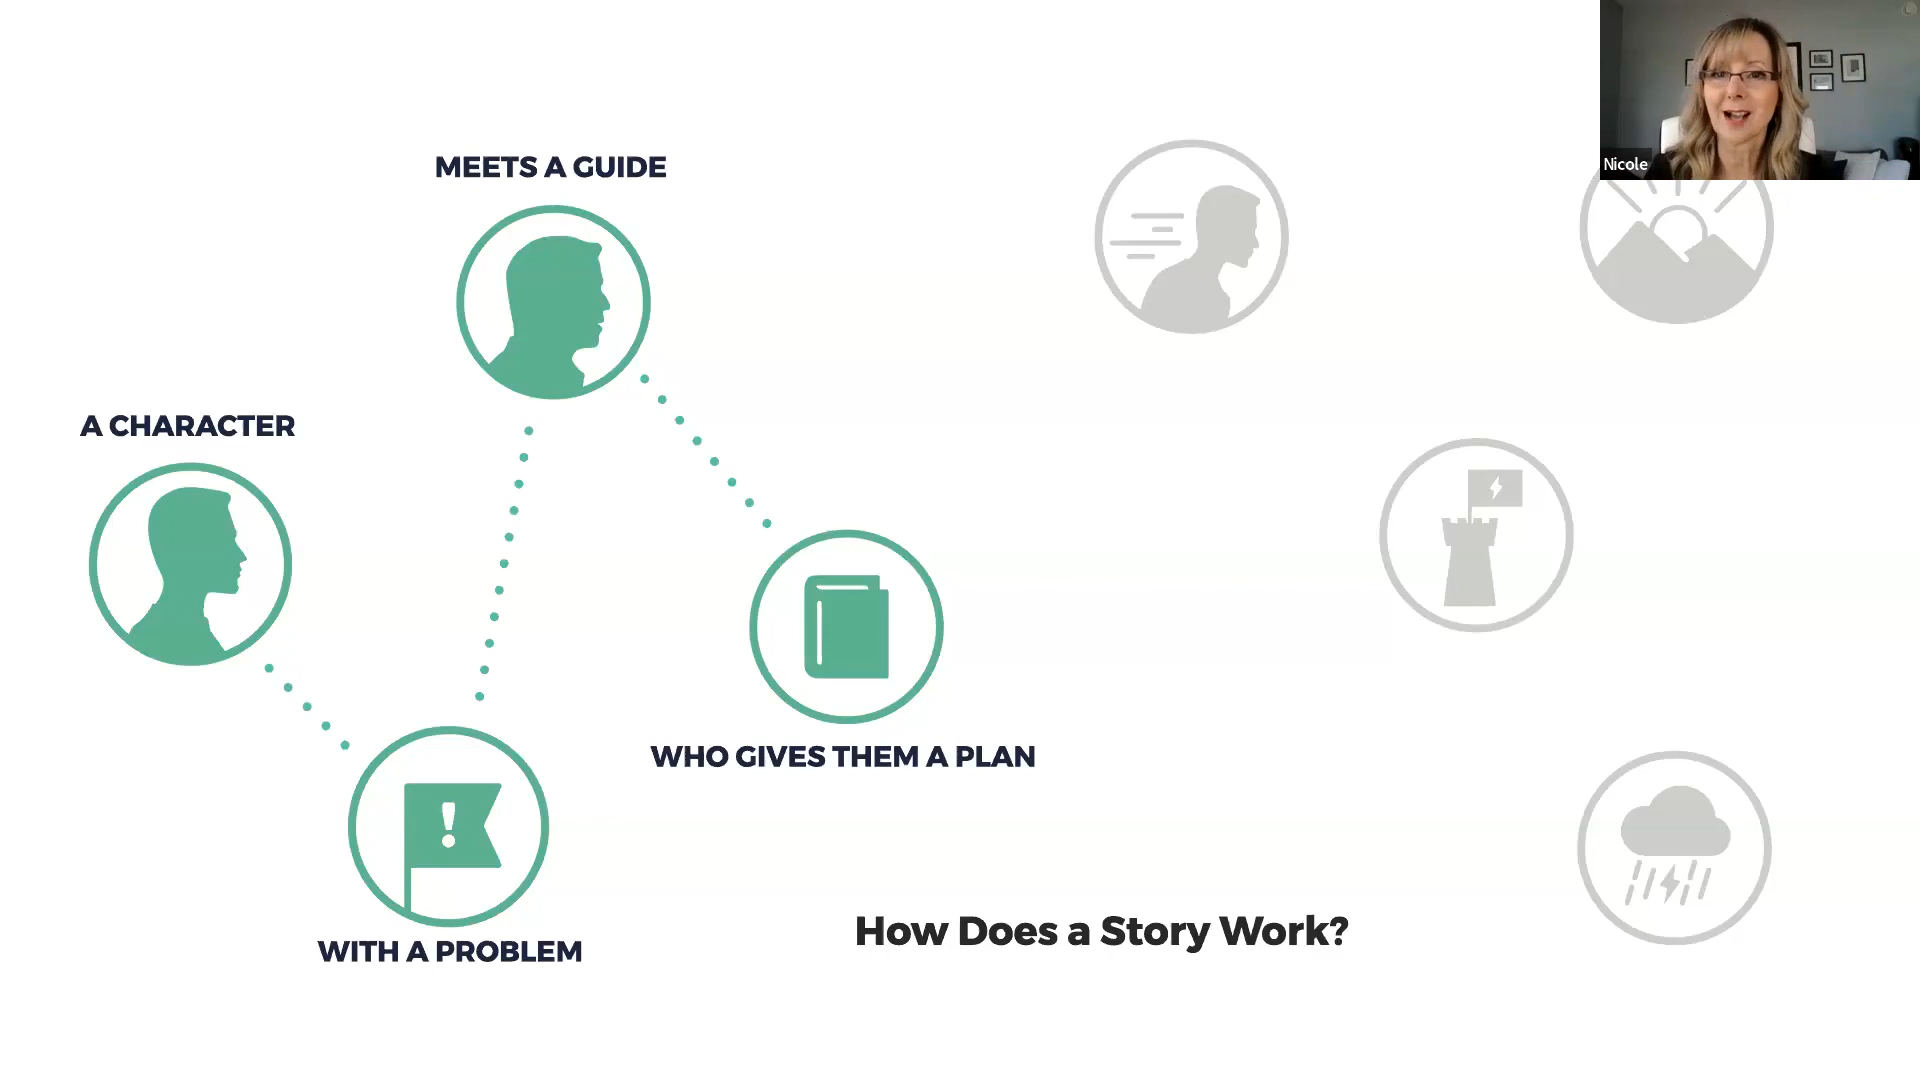 Nicole
MEETS A GUIDE
A CHARACTER
WHO GIVES THEM A PLAN
WITH A PROBLEM
How Does a Story Work?